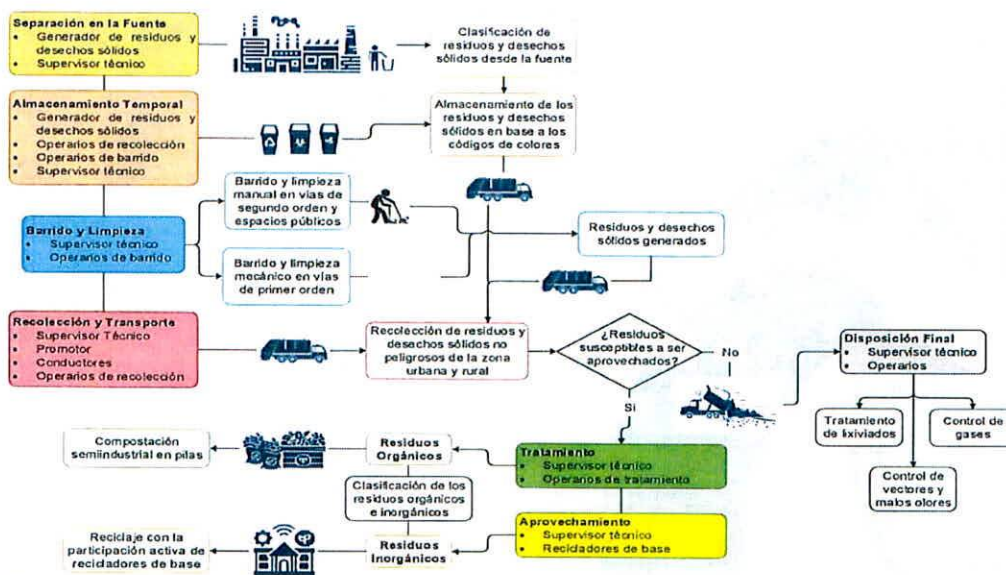 Separación en la Fuente
• Generador de residuos y
desechos sólidos
• Supervisor técnico
Clasificación de
residuos y desechos
sólidos desde la fuente
Almacenamiento Temporal
• Generador de residuos y
desechos sólidos
• Operarios de recolección
• Operarios de barrido
• Supervisor técnico
Almacenamiento de los
residuos y desechos
sólidos en base a los
códigos de colores
Barrido y Limpieza
• Supervisor técnico
• Operarios de barrido
Barrido y limpieza
manual en vías de
segundo orden y
espacios públicos
Barrido y limpieza
mecánico en vías
de primer orden
Residuos y desechos
sólidos generados
Recolección y Transporte
• Supervisor Técnico
• Promotor
• Conductores
• Operarios de recolección
Recolección de residuos y
desechos sólidos no
peligrosos de la zona
urbana y rural
¿Residuos
susceptibles a ser
aprovechados?
No
Si
Disposición Final
• Supervisor técnico
• Operarios
Tratamiento
de lixiviados
Control de
gases
Control de
vectores y
malos olores
Tratamiento
• Supervisor técnico
• Operarios de tratamiento
Residuos
Orgánicos
Compostación
semiindustrial en pilas
Clasificación de los
residuos orgánicos
e inorgánicos
Aprovechamiento
• Supervisor técnico
• Recicladores de base
Residuos
Inorgánicos
Reciclaje con la
participación activa de
recicladores de base